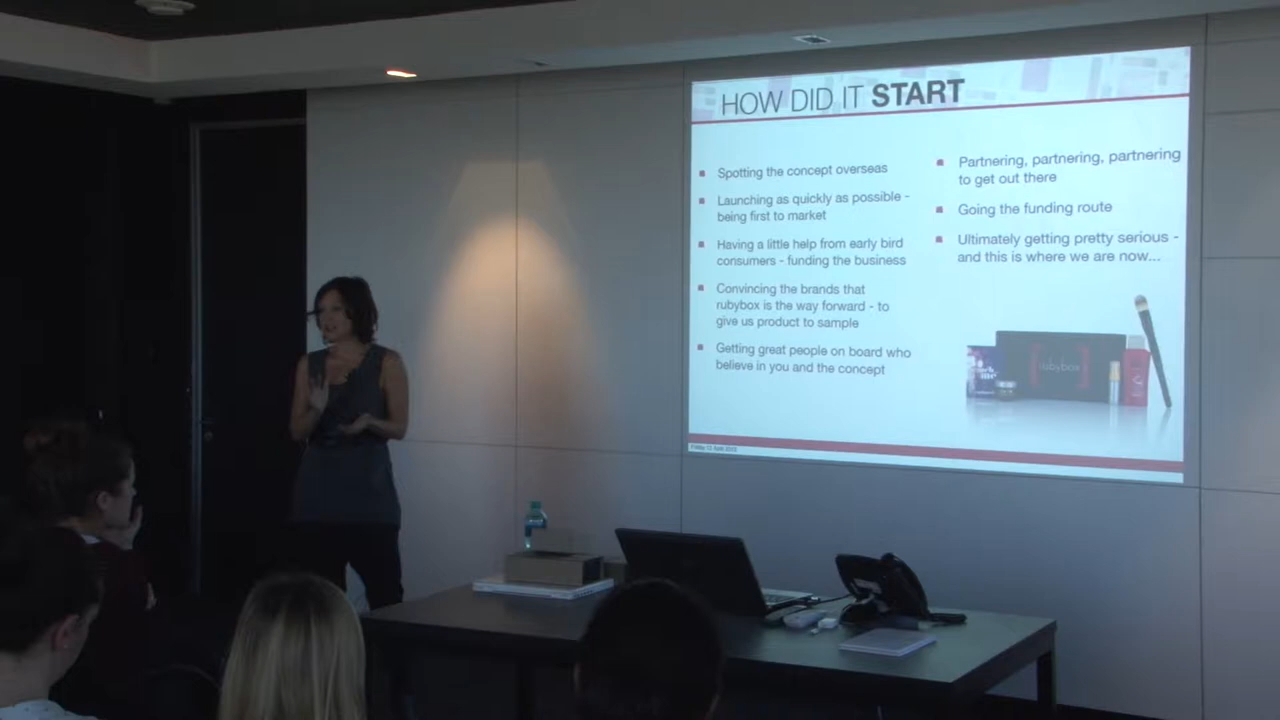 HOW DID IT START
Spotting the concept overseas
Launching as quickly as possible -
being first to market
Having a little help from early bird
consumers - funding the business
Convincing the brands that
rubybox is the way forward - to
give us product to sample
Getting great people on board who
believe in you and the concept
Partnering, partnering, partnering
to get out there
Going the funding route
Ultimately getting pretty serious -
and this is where we are now...
rubybox